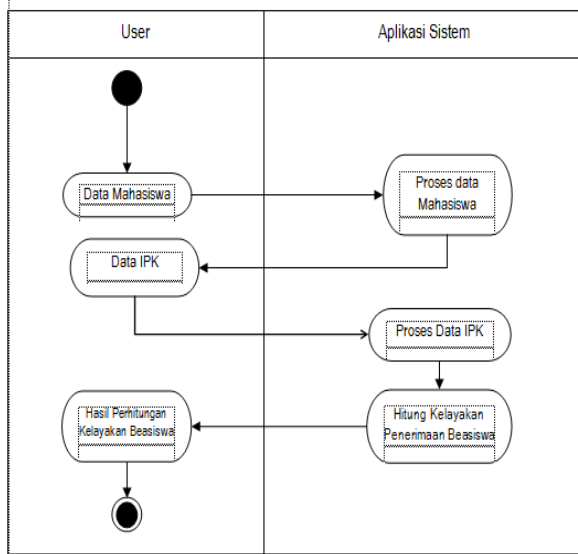 User
Aplikasi Sistem
Data Mahasiswa
Proses data
Mahasiswa
Data IPK
Proses Data IPK
Hitung Kelayakan
Penerimaan Beasiswa
Hasil Perhitungan
Kelayakan Beasiswa